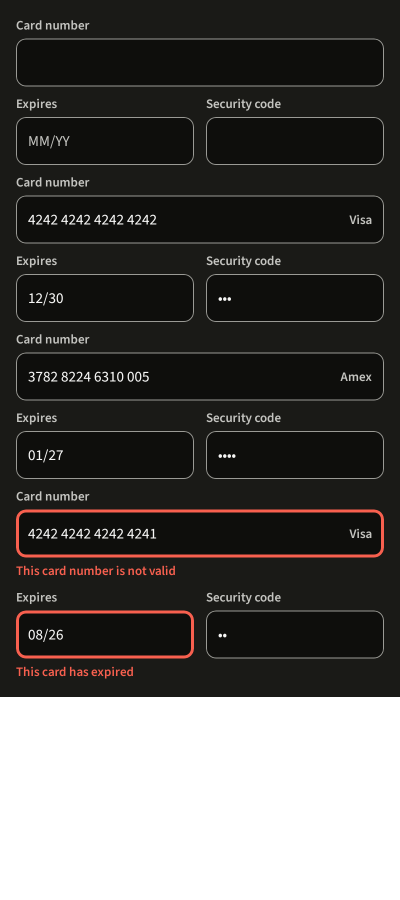 Card number
Expires Security code
MM/YY
Card number
4242 4242 4242 4242 Visa
Expires Security code
12/30 •••
Card number
3782 8224 6310 005 Amex
Expires Security code
01/27 ••••
Card number
4242 4242 4242 4241 Visa
This card number is not valid
Expires Security code
08/26 ••
This card has expired